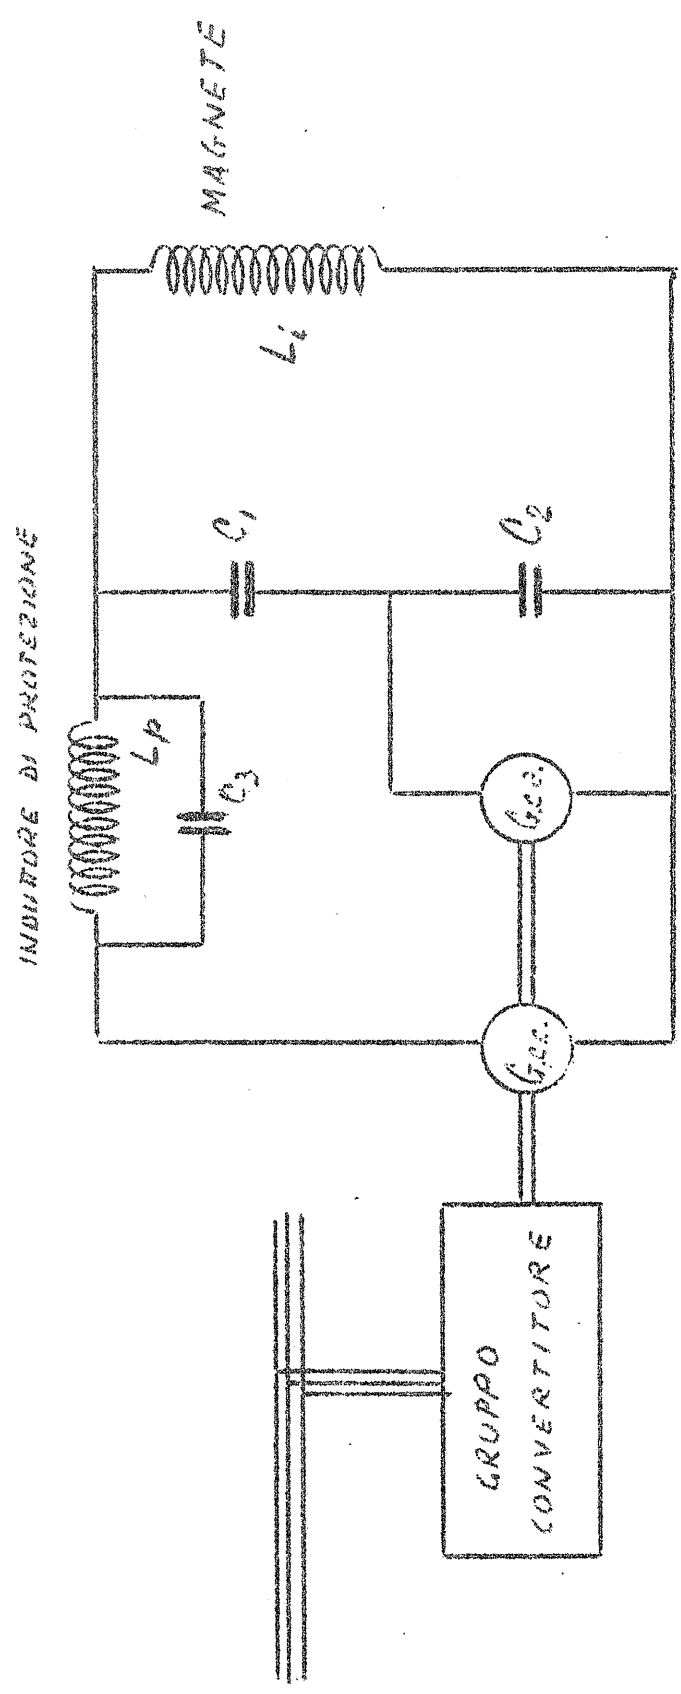 INDUTTORE DI PROTEZIONE
Lp
C3
C1
C2
Li
MAGNETE
G.c.c.
GRUPPO
CONVERTITORE